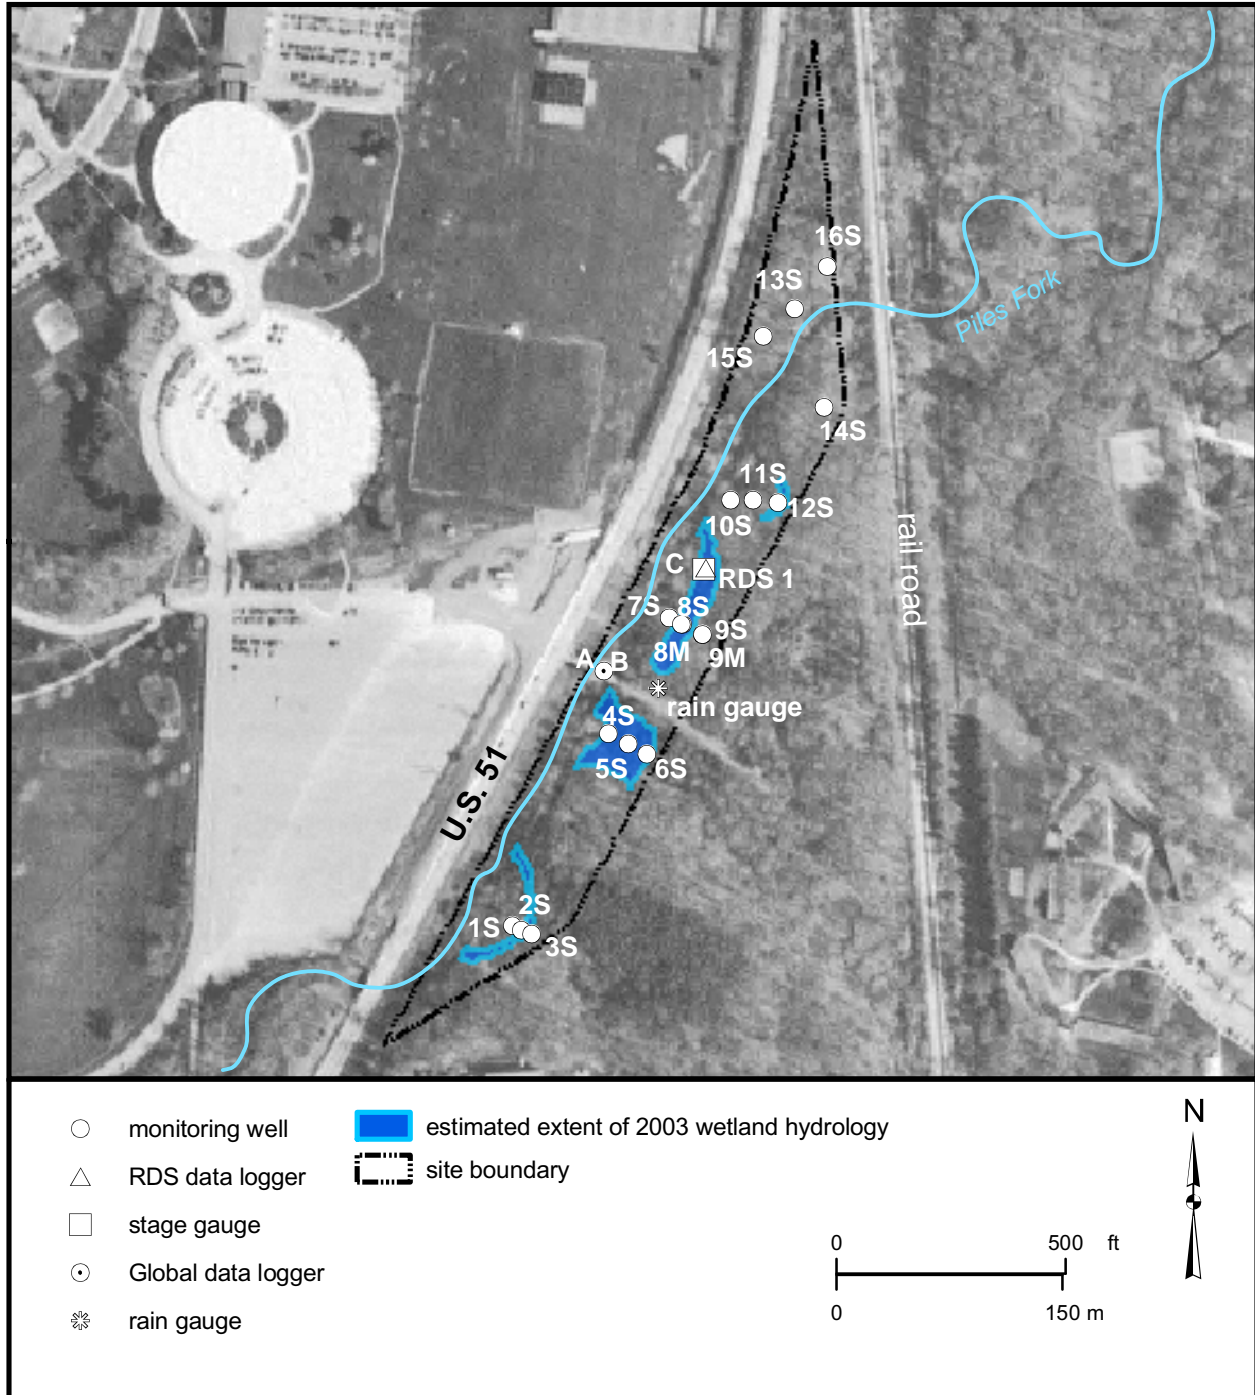 16S
13S
Piles Fork
15S
14S
11S
12S
10S
rail road
C
RDS 1
7S 8S
9S
8M 9M
A B
rain gauge
4S
U.S. 51
5S 6S
2S
1S
3S
monitoring well
estimated extent of 2003 wetland hydrology
N
RDS data logger
site boundary
stage gauge
0 500 ft
Global data logger
0 150 m
rain gauge